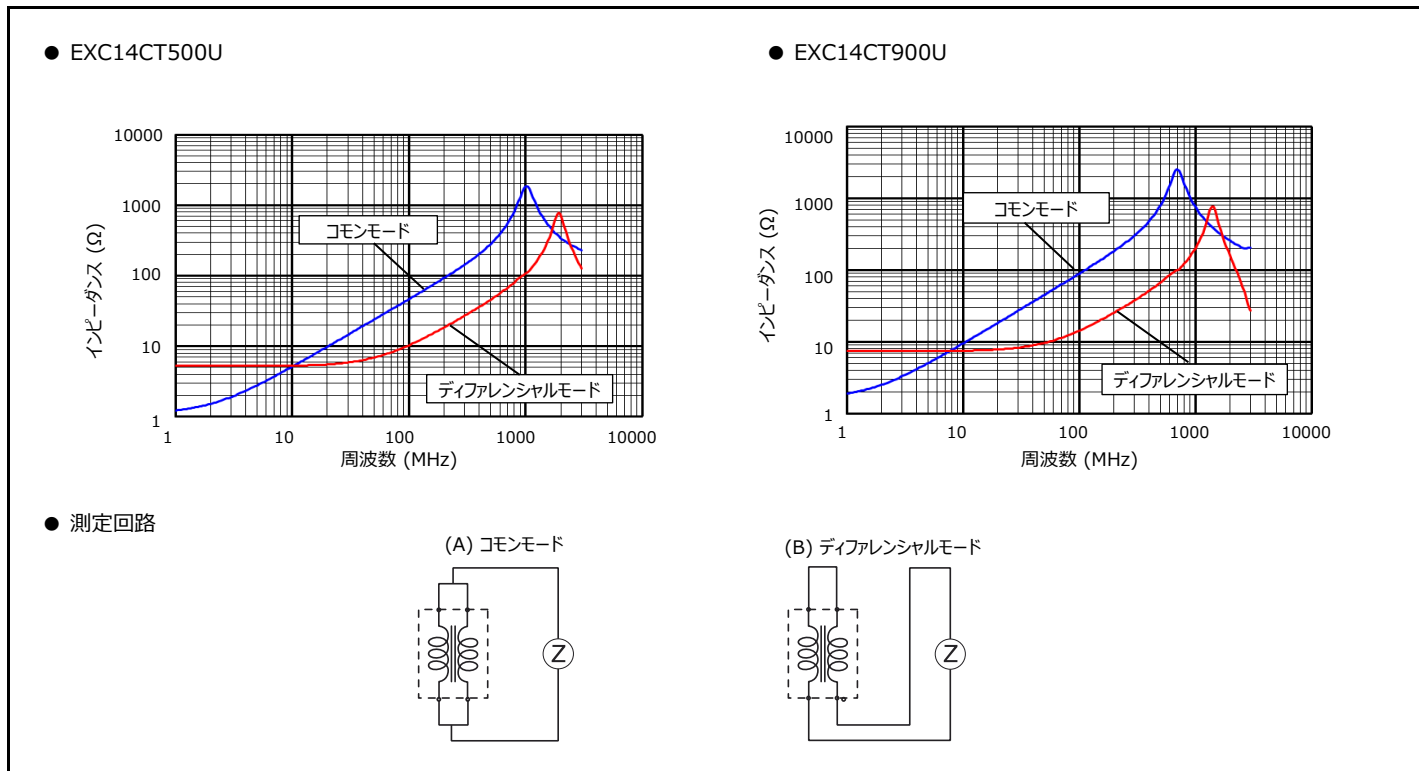 ● EXC14CT500U
● EXC14CT900U
インピーダンス (Ω)
10000
1000
100
10
1
コモンモード
ディファレンシャルモード
1 10 100 1000 10000
周波数 (MHz)
インピーダンス (Ω)
10000
1000
100
10
1
コモンモード
ディファレンシャルモード
1 10 100 1000 10000
周波数 (MHz)
● 測定回路
(A) コモンモード
Z
(B) ディファレンシャルモード
Z